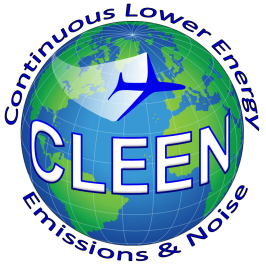 Continuous Lower Energy
CLEEN
Emissions & Noise